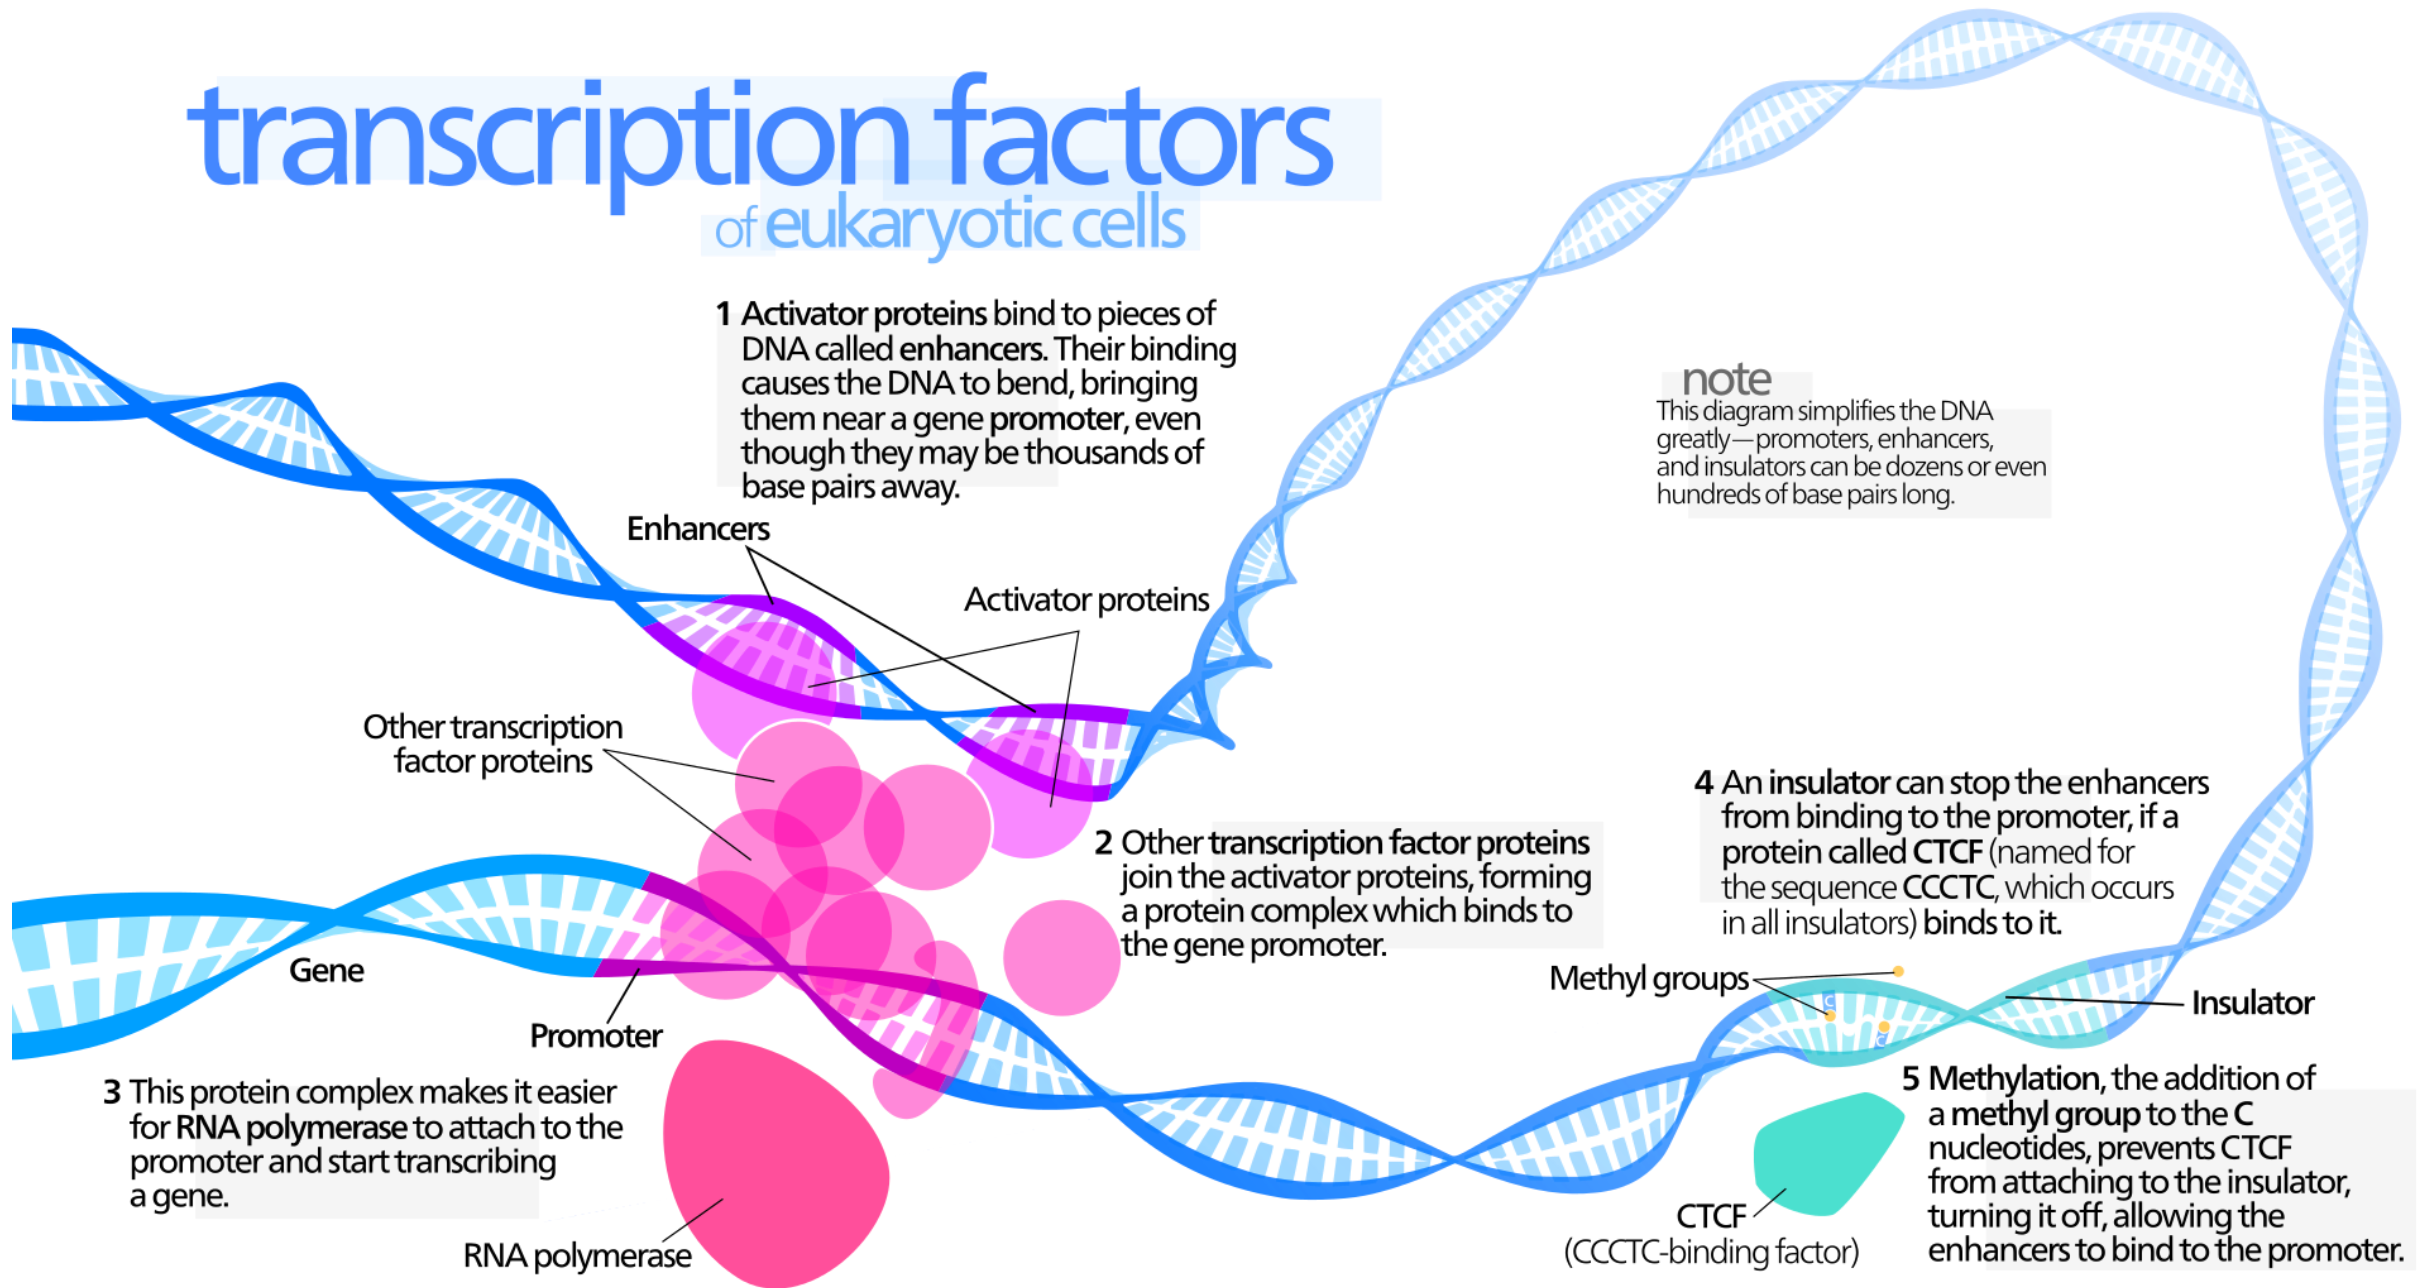 transcription factors
of eukaryotic cells
1 Activator proteins bind to pieces of
DNA called enhancers. Their binding
causes the DNA to bend, bringing
them near a gene promoter, even
though they may be thousands of
base pairs away.
note
This diagram simplifies the DNA
greatly—promoters, enhancers,
and insulators can be dozens or even
hundreds of base pairs long.
Enhancers
Activator proteins
Other transcription
factor proteins
2 Other transcription factor proteins
join the activator proteins, forming
a protein complex which binds to
the gene promoter.
4 An insulator can stop the enhancers
from binding to the promoter, if a
protein called CTCF (named for
the sequence CCCTC, which occurs
in all insulators) binds to it.
Gene
Methyl groups
C
C
Insulator
Promoter
3 This protein complex makes it easier
for RNA polymerase to attach to the
promoter and start transcribing
a gene.
RNA polymerase
5 Methylation, the addition of
a methyl group to the C
nucleotides, prevents CTCF
from attaching to the insulator,
turning it off, allowing the
enhancers to bind to the promoter.
CTCF
(CCCTC-binding factor)